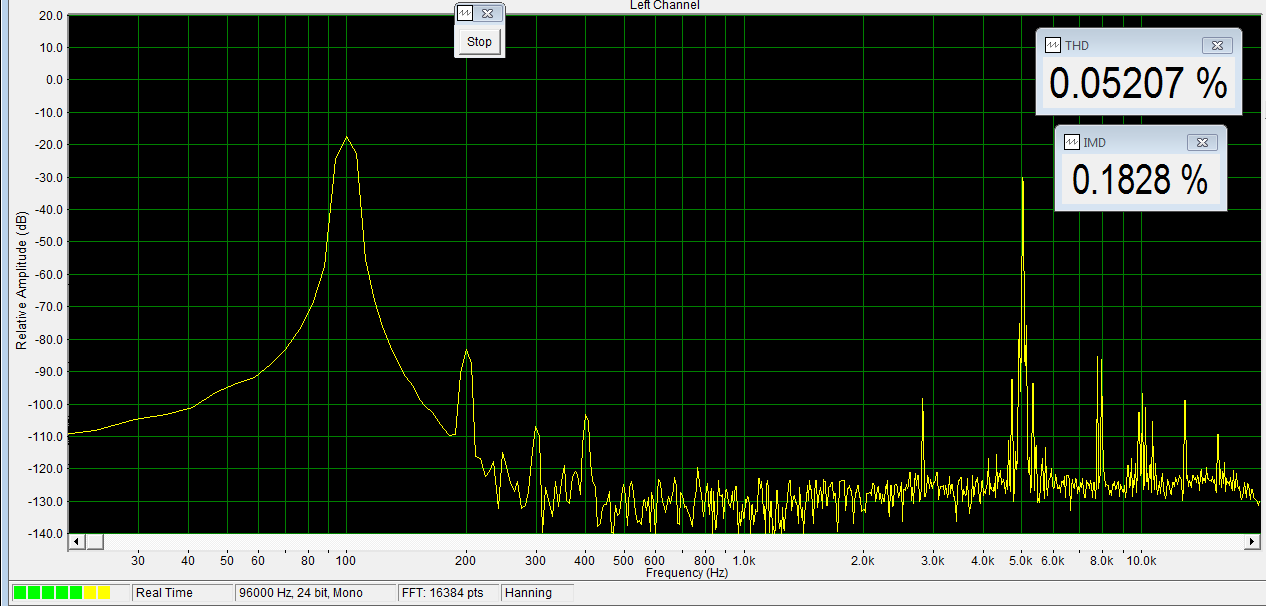 Left Channel
Stop
THD
0.05207 %
IMD
0.1828 %
Relative Amplitude (dB)
20.0
10.0
0.0
-10.0
-20.0
-30.0
-40.0
-50.0
-60.0
-70.0
-80.0
-90.0
-100.0
-110.0
-120.0
-130.0
-140.0
30 40 50 60 80 100 200 300 400 500 600 800 1.0k 2.0k 3.0k 4.0k 5.0k 6.0k 8.0k 10.0k
Frequency (Hz)
Real Time 96000 Hz, 24 bit, Mono FFT: 16384 pts Hanning